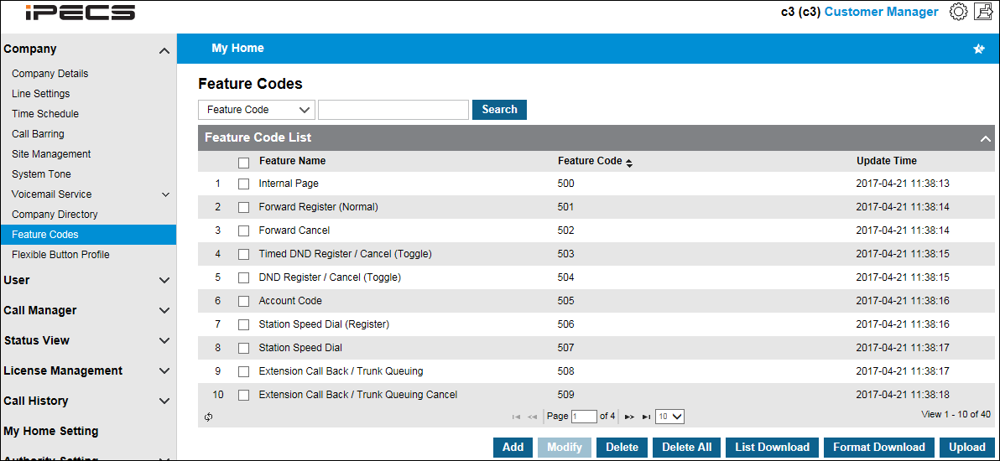 iPECS
c3 (c3) Customer Manager
Company
Company Details
Line Settings
Time Schedule
Call Barring
Site Management
System Tone
Voicemail Service
Company Directory
Feature Codes
Flexible Button Profile
User
Call Manager
Status View
License Management
Call History
My Home Setting
Authority Setting
My Home
Feature Codes
Feature Code Search
Feature Code List
Feature Name Feature Code Update Time
1 Internal Page 500 2017-04-21 11:38:13
2 Forward Register (Normal) 501 2017-04-21 11:38:14
3 Forward Cancel 502 2017-04-21 11:38:14
4 Timed DND Register / Cancel (Toggle) 503 2017-04-21 11:38:15
5 DND Register / Cancel (Toggle) 504 2017-04-21 11:38:15
6 Account Code 505 2017-04-21 11:38:16
7 Station Speed Dial (Register) 506 2017-04-21 11:38:16
8 Station Speed Dial 507 2017-04-21 11:38:17
9 Extension Call Back / Trunk Queuing 508 2017-04-21 11:38:17
10 Extension Call Back / Trunk Queuing Cancel 509 2017-04-21 11:38:18
Page 1 of 4 10 View 1 - 10 of 40
Add Modify Delete Delete All List Download Format Download Upload